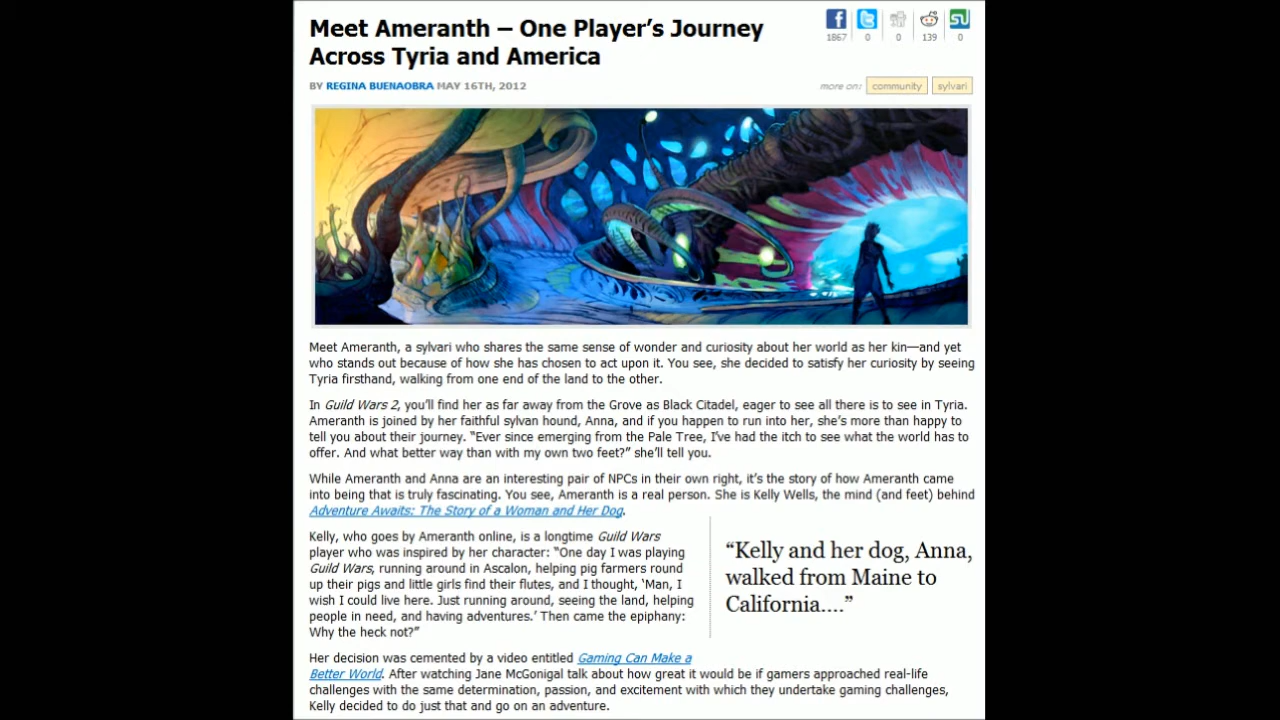 Meet Ameranth – One Player's Journey
Across Tyria and America
1867
0
0
139
0
BY REGINA BUENAOBRA MAY 16TH, 2012
more on: community sylvari
Meet Ameranth, a sylvari who shares the same sense of wonder and curiosity about her world as her kin—and yet
who stands out because of how she has chosen to act upon it. You see, she decided to satisfy her curiosity by seeing
Tyria firsthand, walking from one end of the land to the other.
In Guild Wars 2, you'll find her as far away from the Grove as Black Citadel, eager to see all there is to see in Tyria.
Ameranth is joined by her faithful sylvan hound, Anna, and if you happen to run into her, she's more than happy to
tell you about their journey. "Ever since emerging from the Pale Tree, I've had the itch to see what the world has to
offer. And what better way than with my own two feet?" she'll tell you.
While Ameranth and Anna are an interesting pair of NPCs in their own right, it's the story of how Ameranth came
into being that is truly fascinating. You see, Ameranth is a real person. She is Kelly Wells, the mind (and feet) behind
Adventure Awaits: The Story of a Woman and Her Dog.
Kelly, who goes by Ameranth online, is a longtime Guild Wars
player who was inspired by her character: "One day I was playing
Guild Wars, running around in Ascalon, helping pig farmers round
up their pigs and little girls find their flutes, and I thought, 'Man, I
wish I could live here. Just running around, seeing the land, helping
people in need, and having adventures.' Then came the epiphany:
Why the heck not?"
"Kelly and her dog, Anna,
walked from Maine to
California...."
Her decision was cemented by a video entitled Gaming Can Make a
Better World. After watching Jane McGonigal talk about how great it would be if gamers approached real-life
challenges with the same determination, passion, and excitement with which they undertake gaming challenges,
Kelly decided to do just that and go on an adventure.